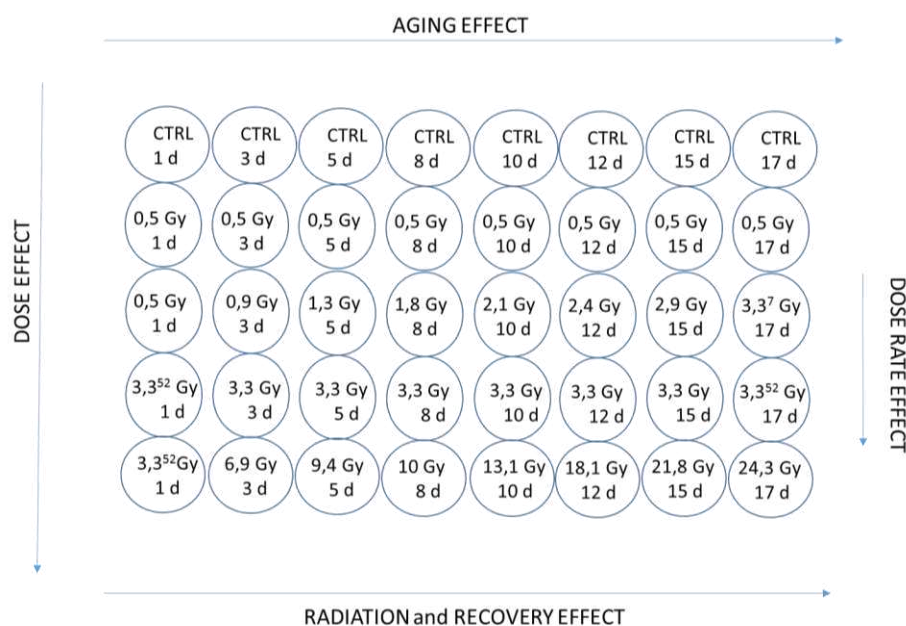 AGING EFFECT
DOSE EFFECT
CTRL CTRL CTRL CTRL CTRL CTRL CTRL CTRL
1 d 3 d 5 d 8 d 10 d 12 d 15 d 17 d
0,5 Gy 0,5 Gy 0,5 Gy 0,5 Gy 0,5 Gy 0,5 Gy 0,5 Gy 0,5 Gy
1 d 3 d 5 d 8 d 10 d 12 d 15 d 17 d
0,5 Gy 0,9 Gy 1,3 Gy 1,8 Gy 2,1 Gy 2,4 Gy 2,9 Gy 3,3⁷ Gy
1 d 3 d 5 d 8 d 10 d 12 d 15 d 17 d
3,3⁵² Gy 3,3 Gy 3,3 Gy 3,3 Gy 3,3 Gy 3,3 Gy 3,3 Gy 3,3⁵² Gy
1 d 3 d 5 d 8 d 10 d 12 d 15 d 17 d
3,3⁵²Gy 6,9 Gy 9,4 Gy 10 Gy 13,1 Gy 18,1 Gy 21,8 Gy 24,3 Gy
1 d 3 d 5 d 8 d 10 d 12 d 15 d 17 d
DOSE RATE EFFECT
RADIATION and RECOVERY EFFECT